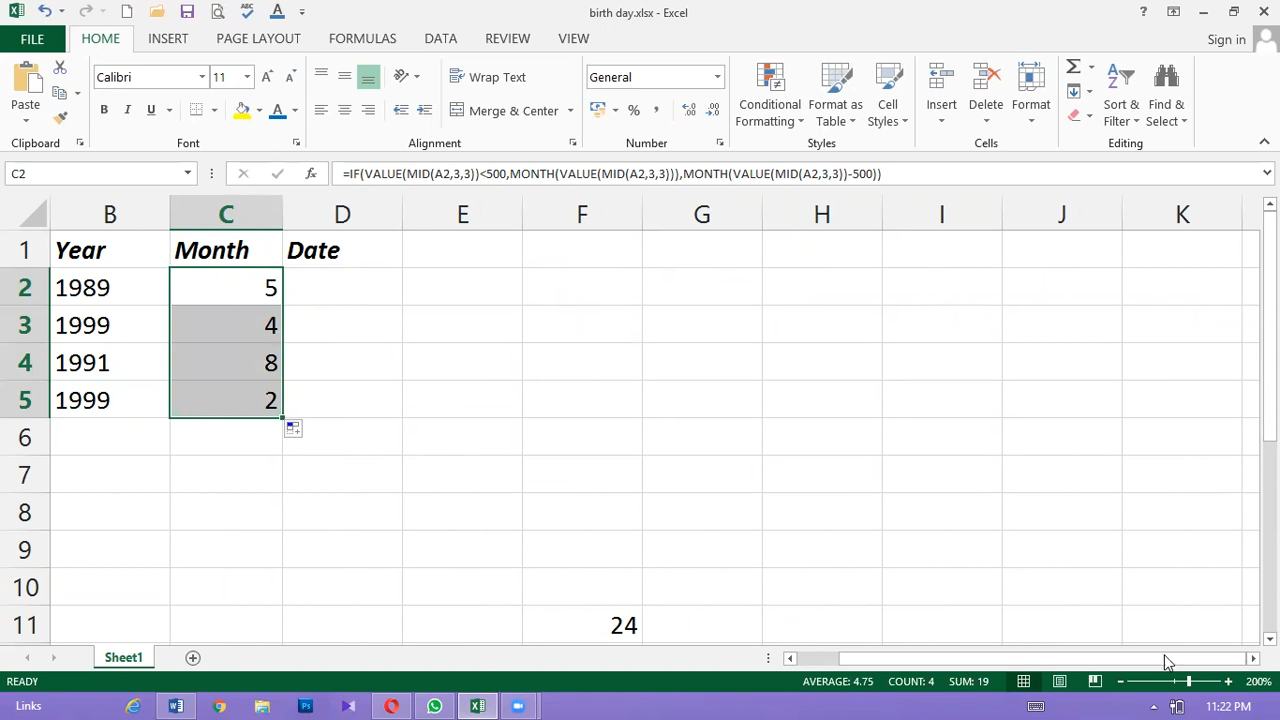 birth day.xlsx - Excel
FILE HOME INSERT PAGE LAYOUT FORMULAS DATA REVIEW VIEW Sign in
Calibri 11 Wrap Text General
Paste Merge & Center Conditional Formatting Format as Table Cell Styles Insert Delete Format Sort & Filter Find & Select
Clipboard Font Alignment Number Styles Cells Editing
C2 =IF(VALUE(MID(A2,3,3))<500,MONTH(VALUE(MID(A2,3,3))),MONTH(VALUE(MID(A2,3,3))-500))
B C D E F G H I J K
1 Year Month Date
2 1989 5
3 1999 4
4 1991 8
5 1999 2
6
7
8
9
10
11 24
Sheet1
READY AVERAGE: 4.75 COUNT: 4 SUM: 19 200%
Links 11:22 PM